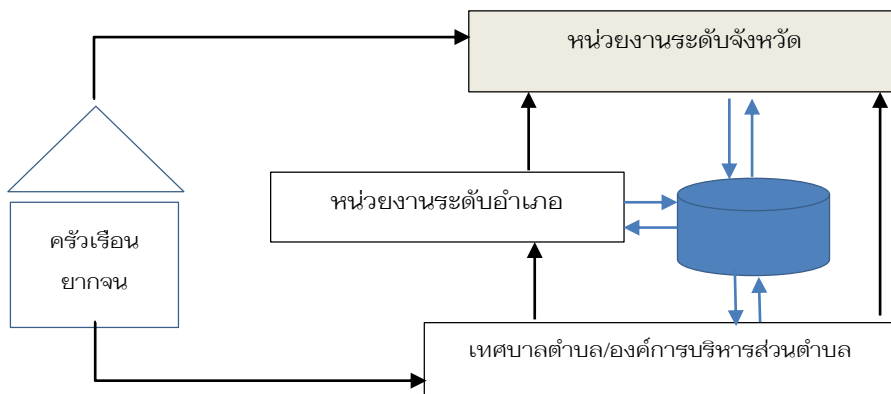 หน่วยงานระดับจังหวัด
หน่วยงานระดับอำเภอ
ครัวเรือน
ยากจน
เทศบาลตำบล/องค์การบริหารส่วนตำบล